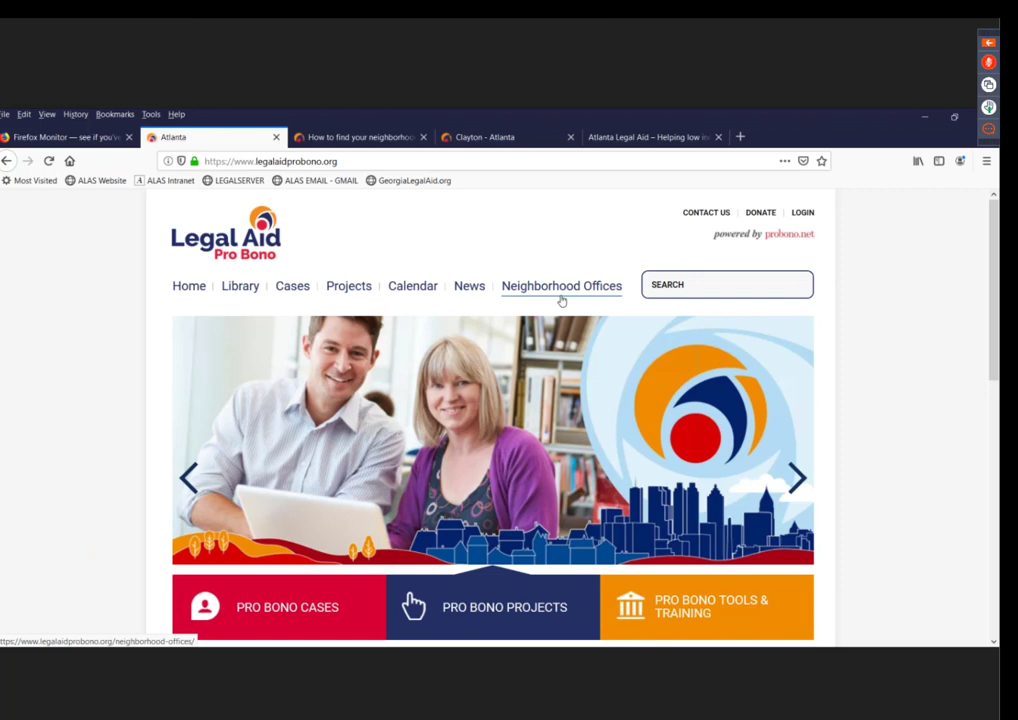 ile Edit View History Bookmarks Tools Help
Firefox Monitor — see if you'v
Atlanta
How to find your neighborhoo
Clayton - Atlanta
Atlanta Legal Aid – Helping low in
https://www.legalaidprobono.org
Most Visited ALAS Website ALAS Intranet LEGALSERVER ALAS EMAIL - GMAIL GeorgiaLegalAid.org
CONTACT US DONATE LOGIN
Legal Aid
Pro Bono
powered by probono.net
Home Library Cases Projects Calendar News Neighborhood Offices
SEARCH
PRO BONO CASES
PRO BONO PROJECTS
PRO BONO TOOLS &
TRAINING
ttps://www.legalaidprobono.org/neighborhood-offices/